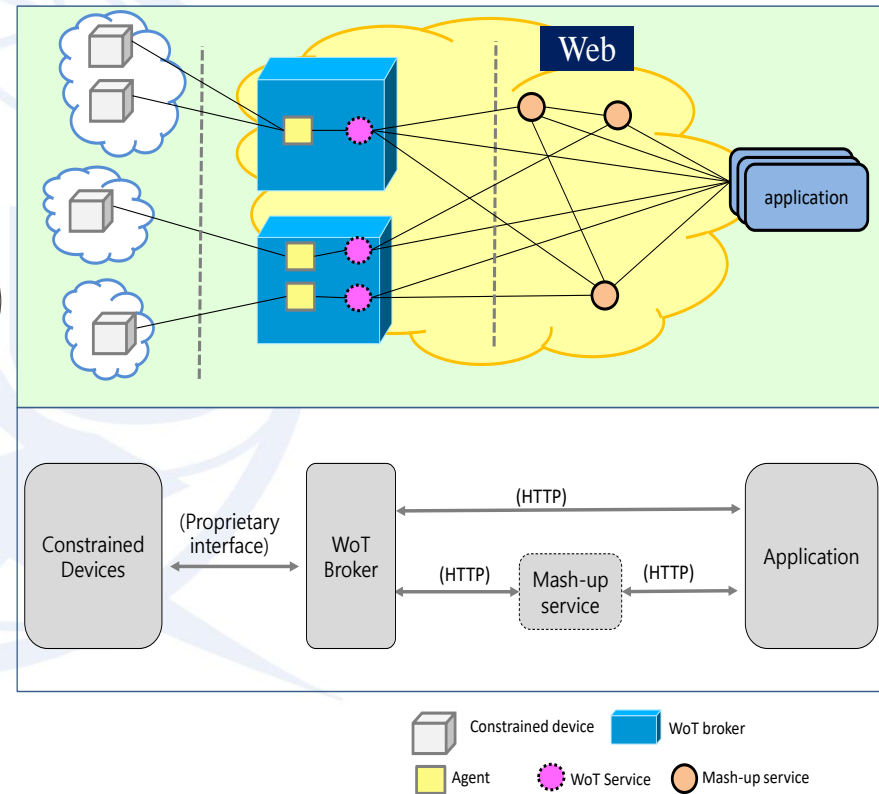 Web
application
Constrained
Devices
(Proprietary
interface)
WoT
Broker
(HTTP)
(HTTP)
Mash-up
service
(HTTP)
Application
Constrained device
WoT broker
Agent
WoT Service
Mash-up service